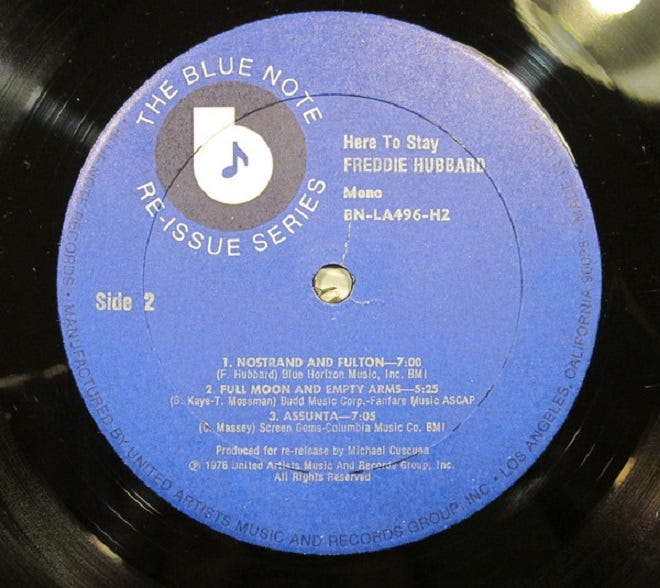 THE BLUE NOTE
RE-ISSUE SERIES
Here To Stay
FREDDIE HUBBARD
Mono
BN-LA496-H2
Side 2
1. NOSTRAND AND FULTON—7:00
(F. Hubbard) Blue Horizon Music, Inc. BMI
2. FULL MOON AND EMPTY ARMS—5:25
(B. Kaye-T. Mossman) Budd Music Corp.-Fanfare Music ASCAP
3. ASSUNTA—7:05
(C. Massey) Screen Gems-Columbia Music Co. BMI
Produced for re-release by Michael Cuscuna
℗ 1976 United Artists Music And Records Group, Inc.
All Rights Reserved
NOTE RECORDS • MANUFACTURED BY UNITED ARTISTS MUSIC AND RECORDS GROUP INC • LOS ANGELES, CALIFORNIA 90028 • MADE IN